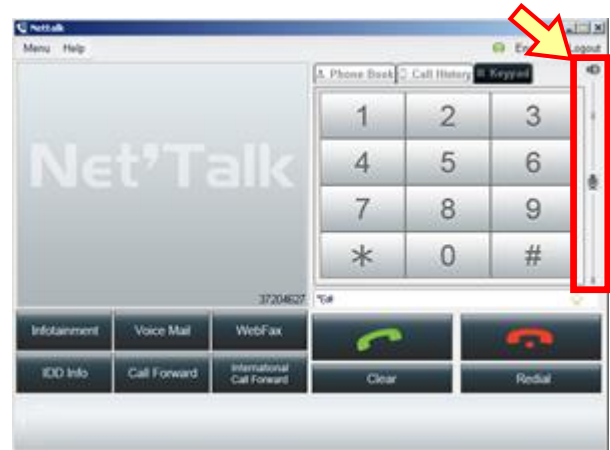 Nettalk
Menu Help
Logout
Phone Book Call History Keypad
Net'Talk
1 2 3
4 5 6
7 8 9
* 0 #
37204627
Infotainment Voice Mail WebFax
IDD Info Call Forward International Call Forward
Clear Redial